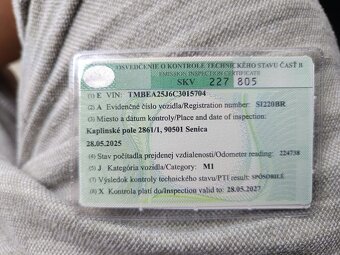 OSVEDČENIE O KONTROLE TECHNICKÉHO STAVU ČASŤ B
EMISSION INSPECTION CERTIFICATE
SKV 227 805
(1) E VIN: TMBEA25J6C3015704
(2) A Evidenčné číslo vozidla/Registration number: SI220BR
(3) Miesto a dátum kontroly/Place and date of inspection:
Kaplinské pole 2861/1, 90501 Senica
28.05.2025
(4) Stav počítadla prejdenej vzdialenosti/Odometer reading: 224738
(5) J Kategória vozidla/Category: M1
(7) Výsledok kontroly technického stavu/PTI result: SPÔSOBILÉ
(8) X Kontrola platí do/inspection valid to: 28.05.2027